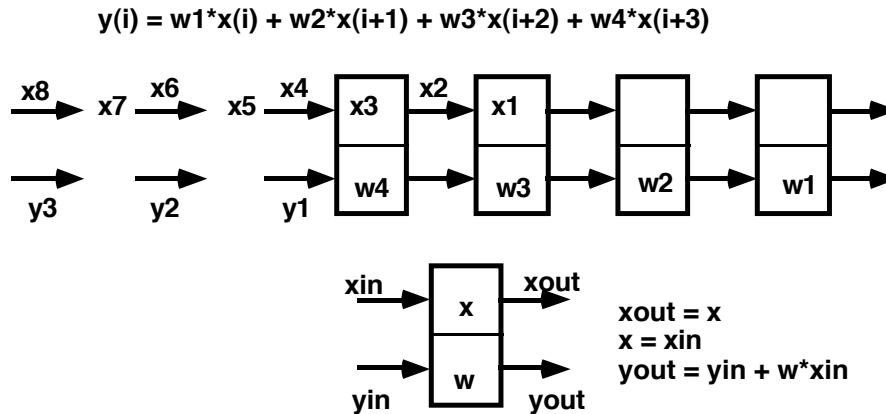 y(i) = w1*x(i) + w2*x(i+1) + w3*x(i+2) + w4*x(i+3)
x8 x7 x6 x5 x4 x3 x2 x1
w4 w3 w2 w1
y3 y2 y1
xin xout
x
w
yin yout
xout = x
x = xin
yout = yin + w*xin